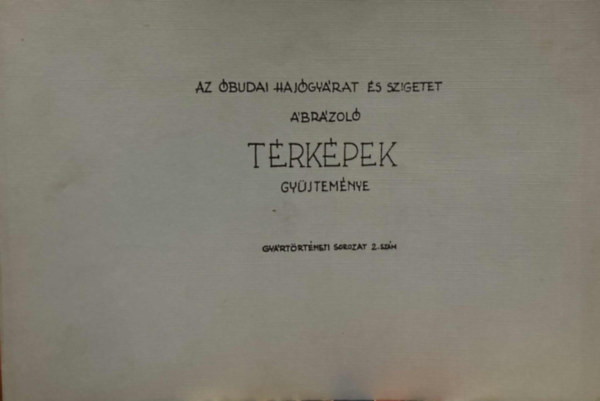 AZ ÓBUDAI HAJÓGYÁRAT ÉS SZIGETET
ÁBRÁZOLÓ
TÉRKÉPEK
GYŰJTEMÉNYE
GYÁRTÖRTÉNETI SOROZAT 2. SZÁM